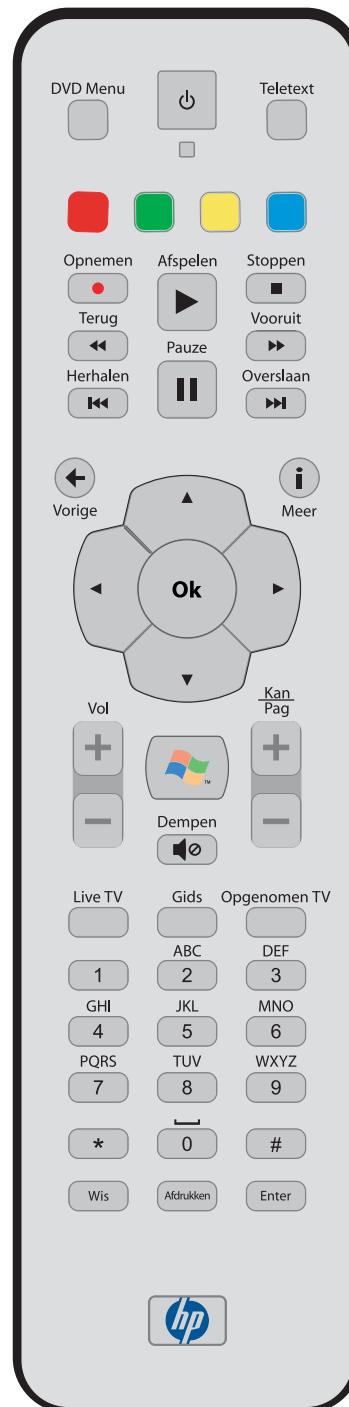 DVD Menu Teletext
Opnemen Afspelen Stoppen
Terug Vooruit
Pauze
Herhalen Overslaan
Vorige Meer
i
Ok
Vol Kan
Pag
+ +
− −
TM
Dempen
Live TV Gids Opgenomen TV
ABC DEF
1 2 3
GHI JKL MNO
4 5 6
PQRS TUV WXYZ
7 8 9
* 0 #
Wis Afdrukken Enter
hp